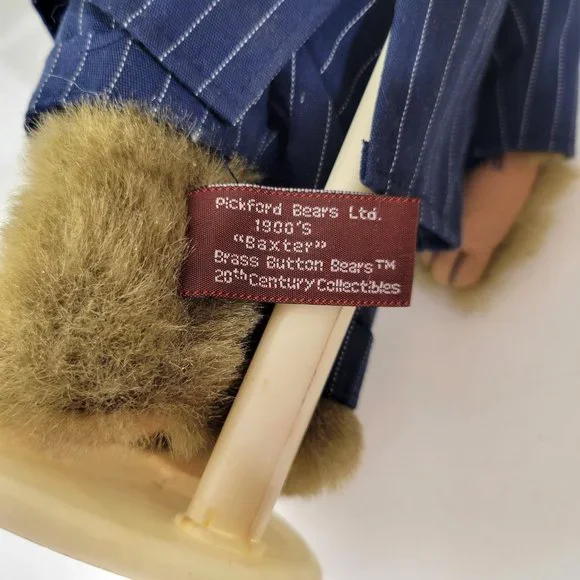 Pickford Bears Ltd.
1900'S
"Baxter"
Brass Button Bears™
20th Century Collectibles